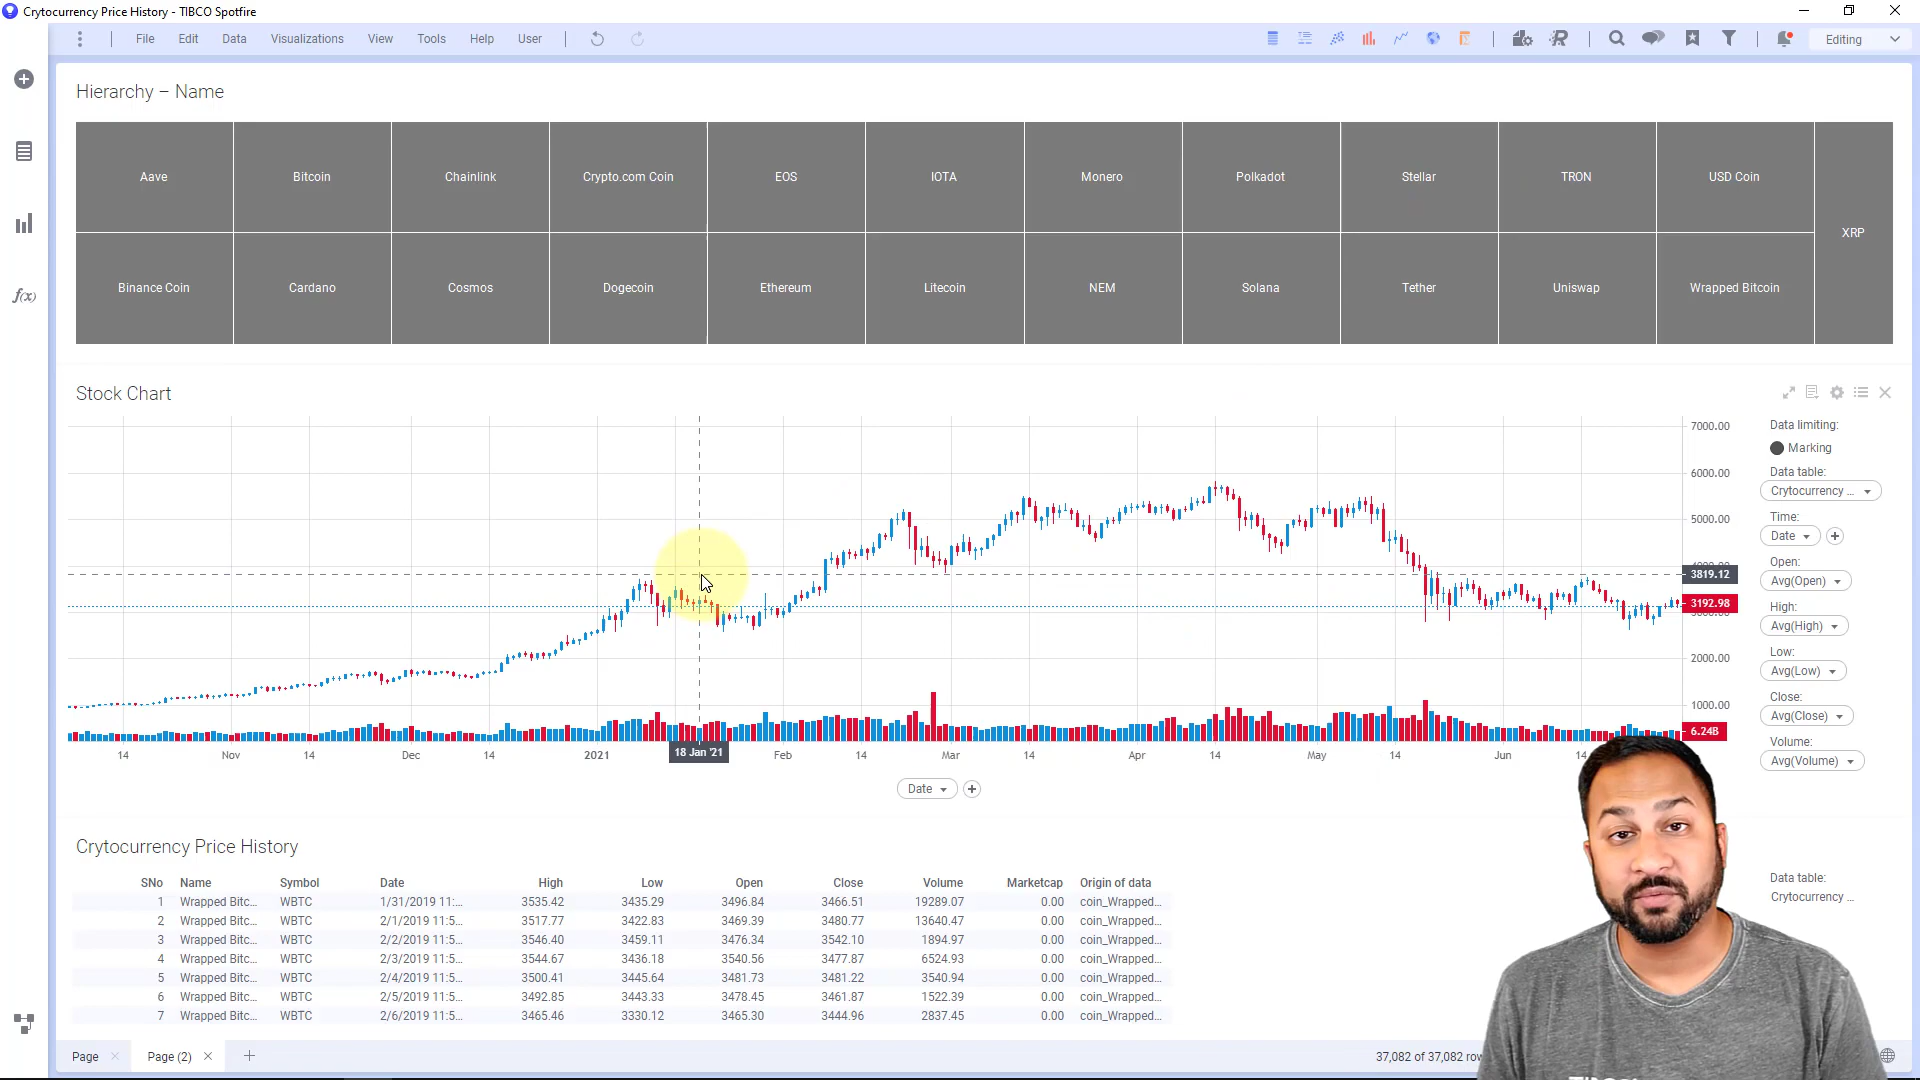 Crytocurrency Price History - TIBCO Spotfire
File Edit Data Visualizations View Tools Help User Editing
Hierarchy – Name
Aave Bitcoin Chainlink Crypto.com Coin EOS IOTA Monero Polkadot Stellar TRON USD Coin
XRP
Binance Coin Cardano Cosmos Dogecoin Ethereum Litecoin NEM Solana Tether Uniswap Wrapped Bitcoin
Stock Chart
7000.00
6000.00
5000.00
3819.12
3192.98
2000.00
1000.00
6.24B
14 Nov 14 Dec 14 2021 18 Jan '21 Feb 14 Mar 14 Apr 14 May 14 Jun 14
Date
Data limiting:
Marking
Data table:
Crytocurrency ...
Time:
Date
Open:
Avg(Open)
High:
Avg(High)
Low:
Avg(Low)
Close:
Avg(Close)
Volume:
Avg(Volume)
Crytocurrency Price History
SNo Name Symbol Date High Low Open Close Volume Marketcap Origin of data
1 Wrapped Bitc... WBTC 1/31/2019 11:... 3535.42 3435.29 3496.84 3466.51 19289.07 0.00 coin_Wrapped...
2 Wrapped Bitc... WBTC 2/1/2019 11:5... 3517.77 3422.83 3469.39 3480.77 13640.47 0.00 coin_Wrapped...
3 Wrapped Bitc... WBTC 2/2/2019 11:5... 3546.40 3459.11 3476.34 3542.10 1894.97 0.00 coin_Wrapped...
4 Wrapped Bitc... WBTC 2/3/2019 11:5... 3544.67 3436.18 3540.56 3477.87 6524.93 0.00 coin_Wrapped...
5 Wrapped Bitc... WBTC 2/4/2019 11:5... 3500.41 3445.64 3481.73 3481.22 3540.94 0.00 coin_Wrapped...
6 Wrapped Bitc... WBTC 2/5/2019 11:5... 3492.85 3443.33 3478.45 3461.87 1522.39 0.00 coin_Wrapped...
7 Wrapped Bitc... WBTC 2/6/2019 11:5... 3465.46 3330.12 3465.30 3444.96 2837.45 0.00 coin_Wrapped...
Data table:
Crytocurrency ...
Page Page (2) 37,082 of 37,082